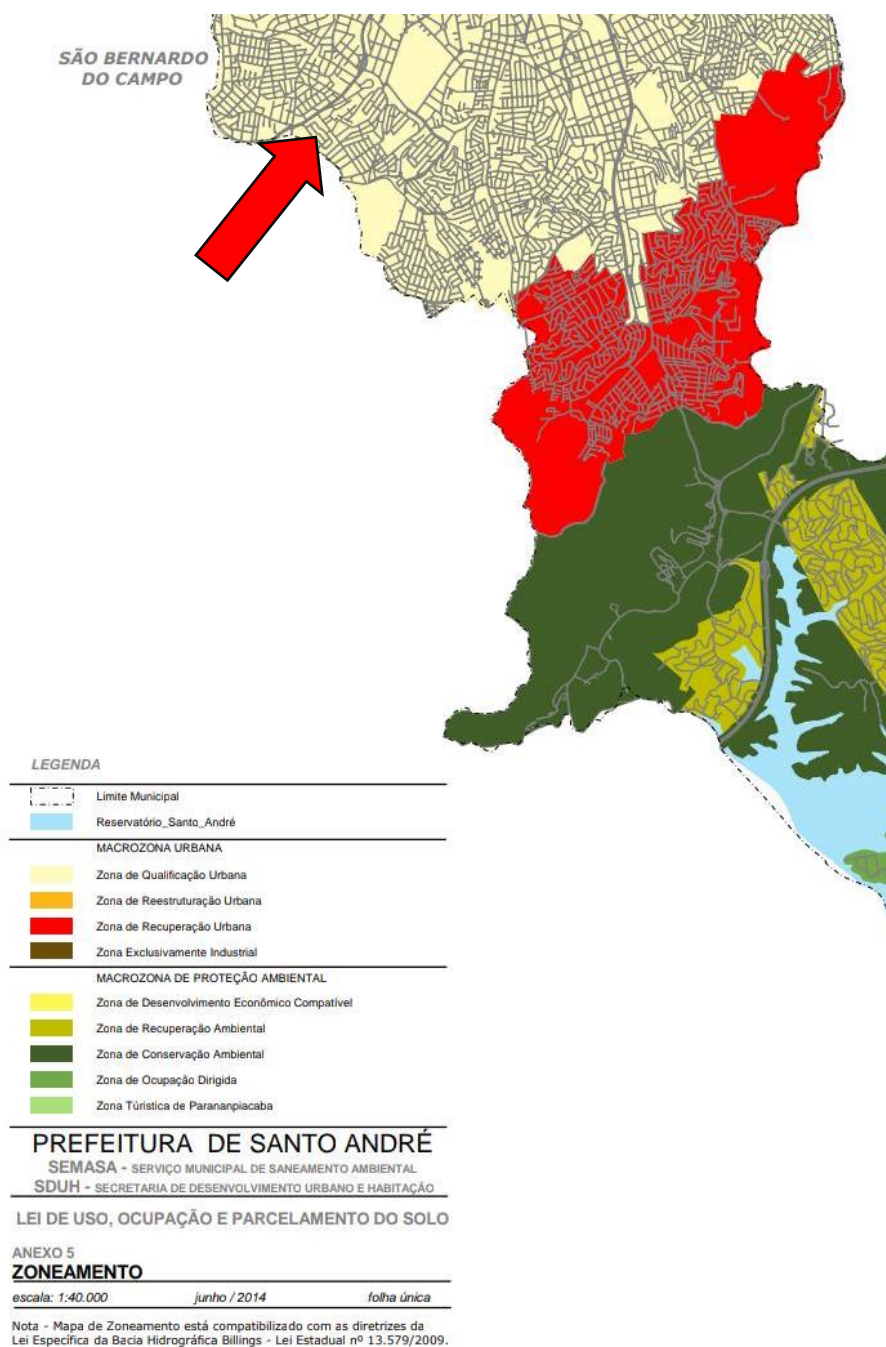 SÃO BERNARDO
DO CAMPO
LEGENDA
Limite Municipal
Reservatório_Santo_André
MACROZONA URBANA
Zona de Qualificação Urbana
Zona de Reestruturação Urbana
Zona de Recuperação Urbana
Zona Exclusivamente Industrial
MACROZONA DE PROTEÇÃO AMBIENTAL
Zona de Desenvolvimento Econômico Compatível
Zona de Recuperação Ambiental
Zona de Conservação Ambiental
Zona de Ocupação Dirigida
Zona Túristica de Parananpiacaba
PREFEITURA DE SANTO ANDRÉ
SEMASA - SERVIÇO MUNICIPAL DE SANEAMENTO AMBIENTAL
SDUH - SECRETARIA DE DESENVOLVIMENTO URBANO E HABITAÇÃO
LEI DE USO, OCUPAÇÃO E PARCELAMENTO DO SOLO
ANEXO 5
ZONEAMENTO
escala: 1:40.000 junho / 2014 folha única
Nota - Mapa de Zoneamento está compatibilizado com as diretrizes da
Lei Específica da Bacia Hidrográfica Billings - Lei Estadual nº 13.579/2009.